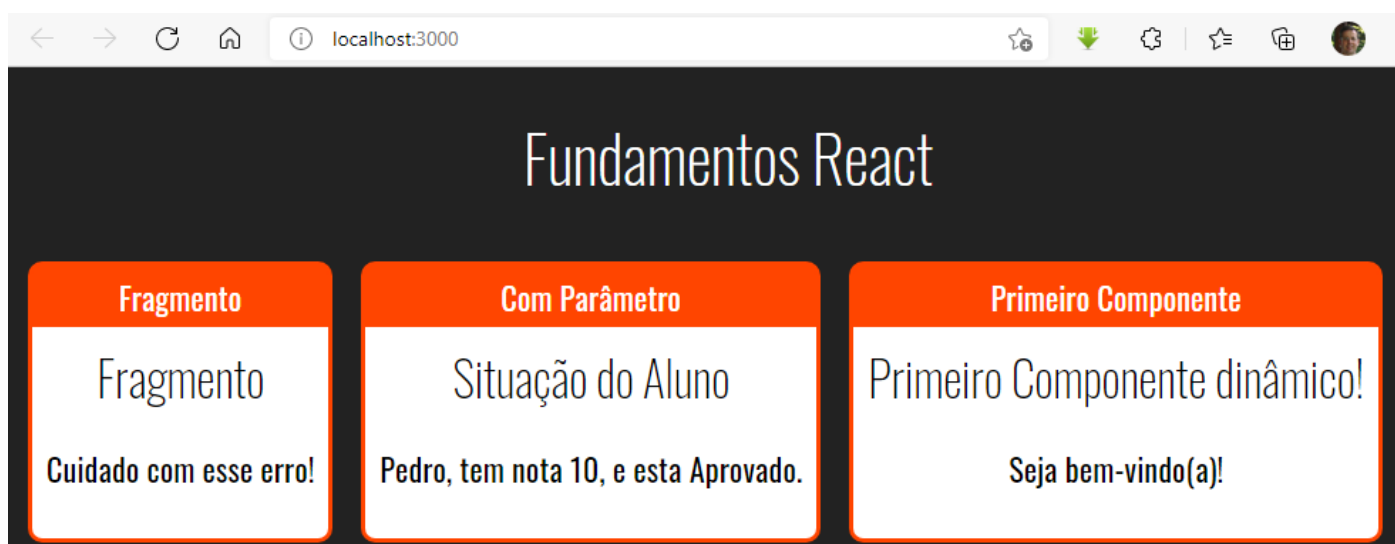 localhost:3000
Fundamentos React
Fragmento
Fragmento
Cuidado com esse erro!
Com Parâmetro
Situação do Aluno
Pedro, tem nota 10, e esta Aprovado.
Primeiro Componente
Primeiro Componente dinâmico!
Seja bem-vindo(a)!